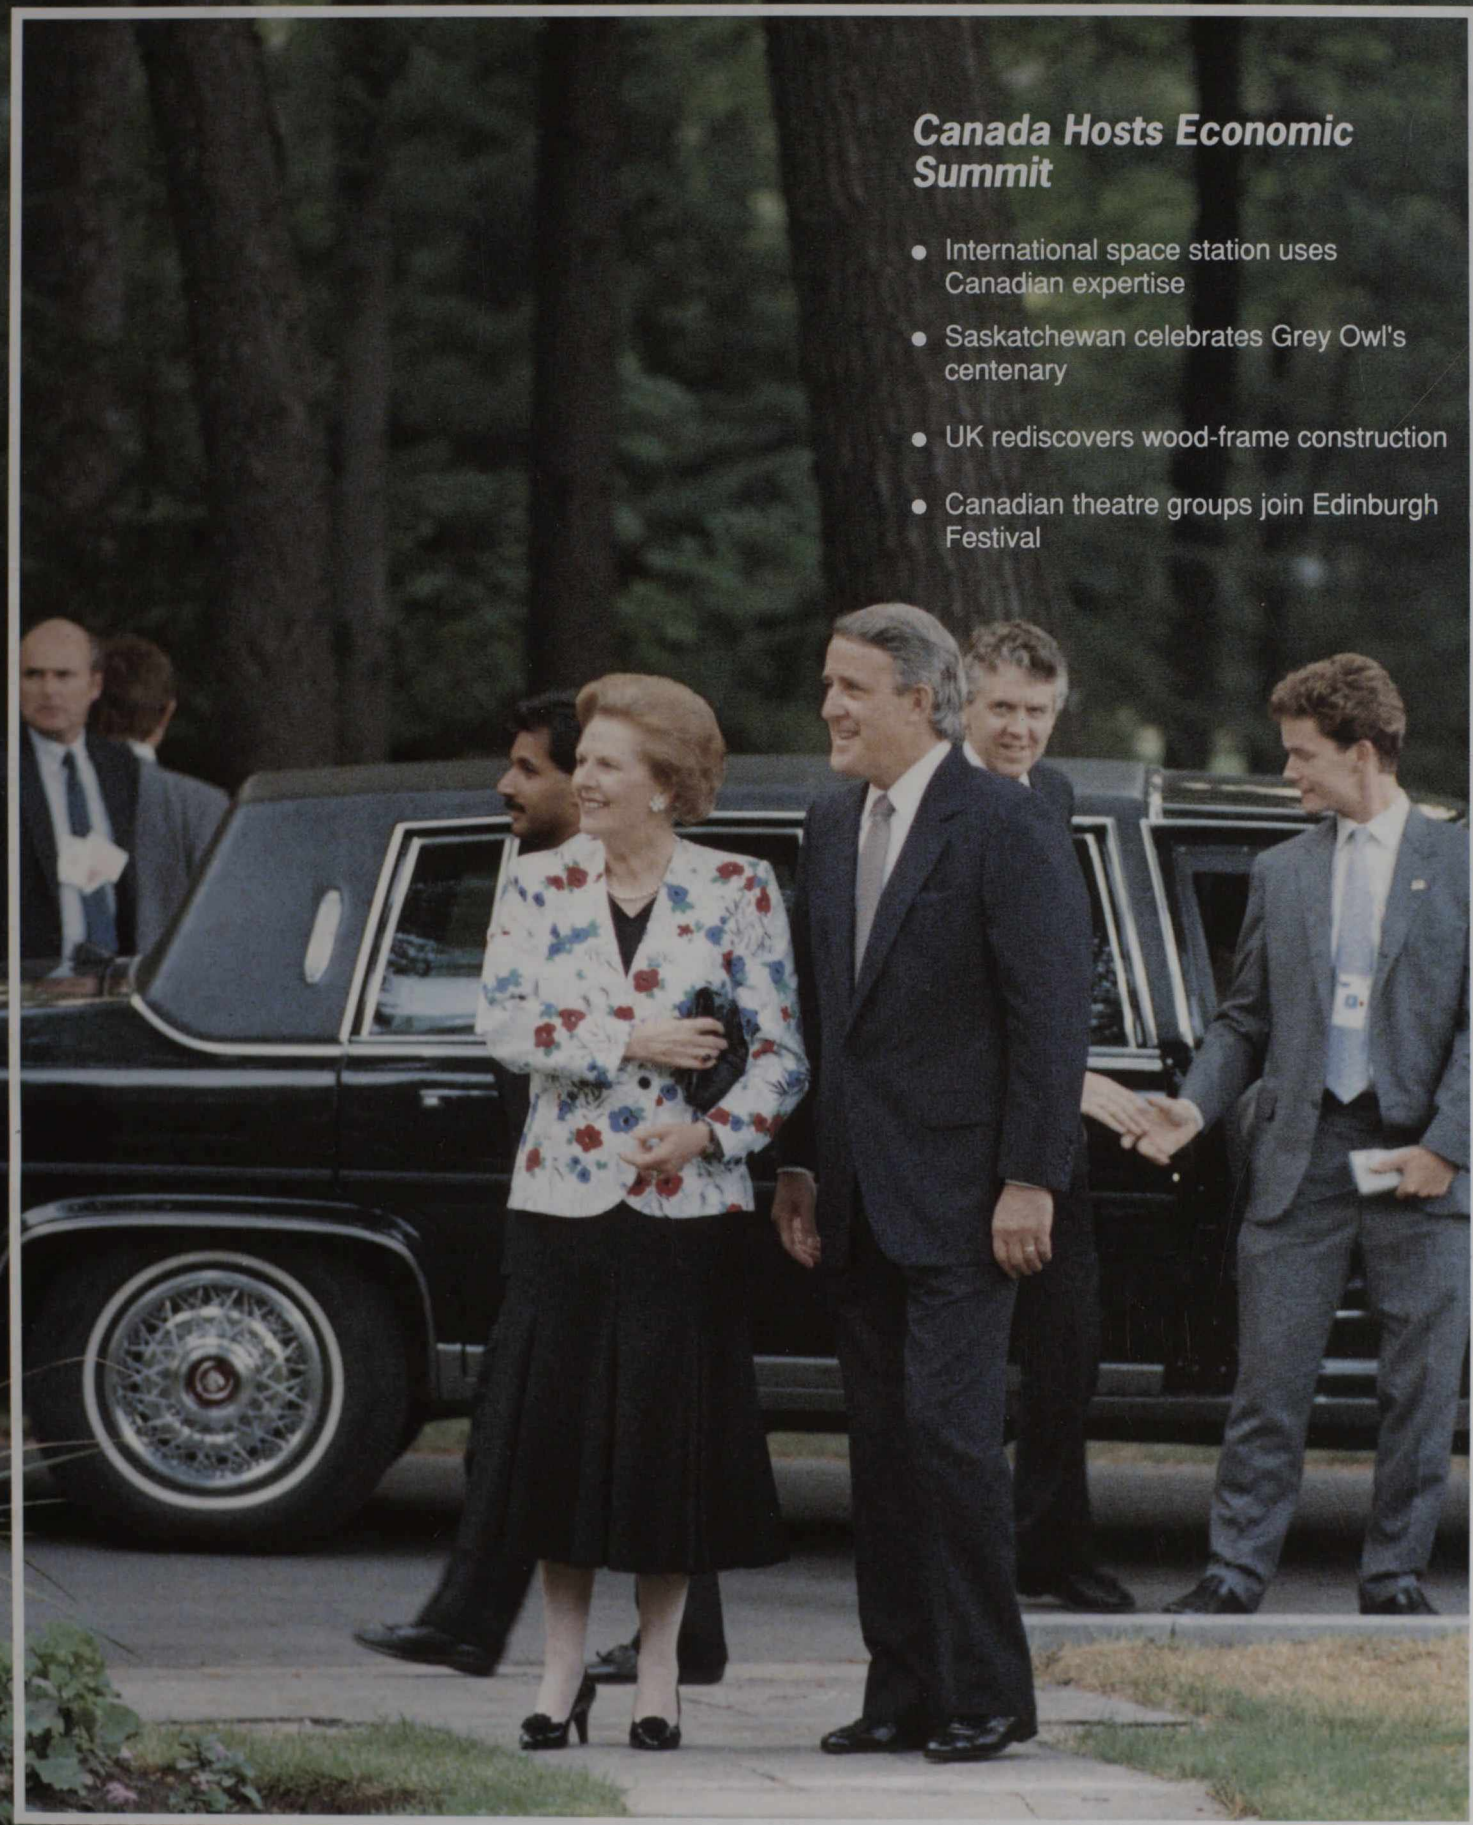 Canada Hosts Economic
Summit
● International space station uses
Canadian expertise
● Saskatchewan celebrates Grey Owl's
centenary
● UK rediscovers wood-frame construction
● Canadian theatre groups join Edinburgh
Festival